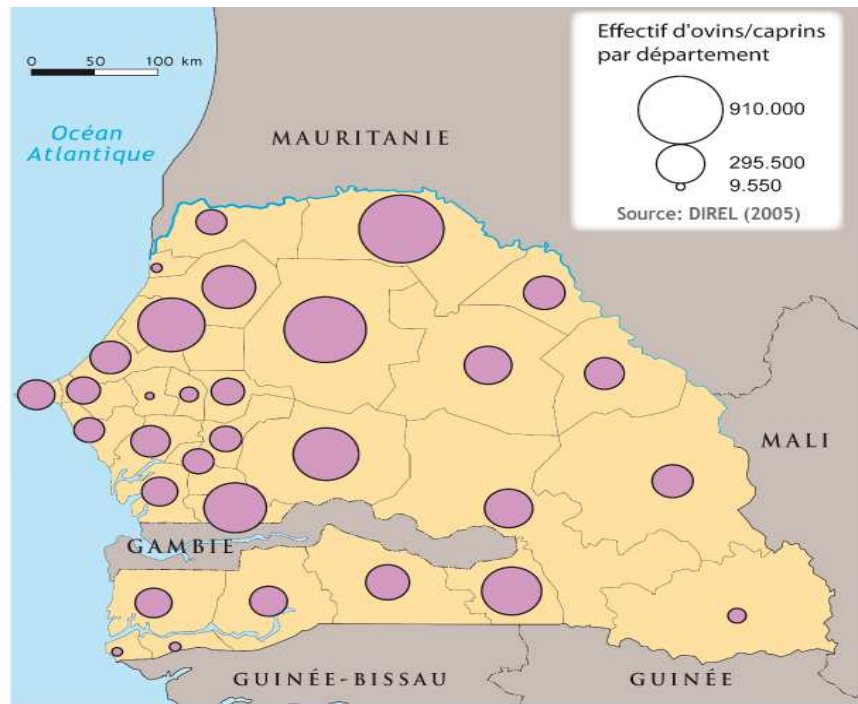 Effectif d'ovins/caprins
par département
910.000
295.500
9.550
Source: DIREL (2005)
0 50 100 km
Océan
Atlantique
MAURITANIE
MALI
GAMBIE
GUINÉE-BISSAU
GUINÉE